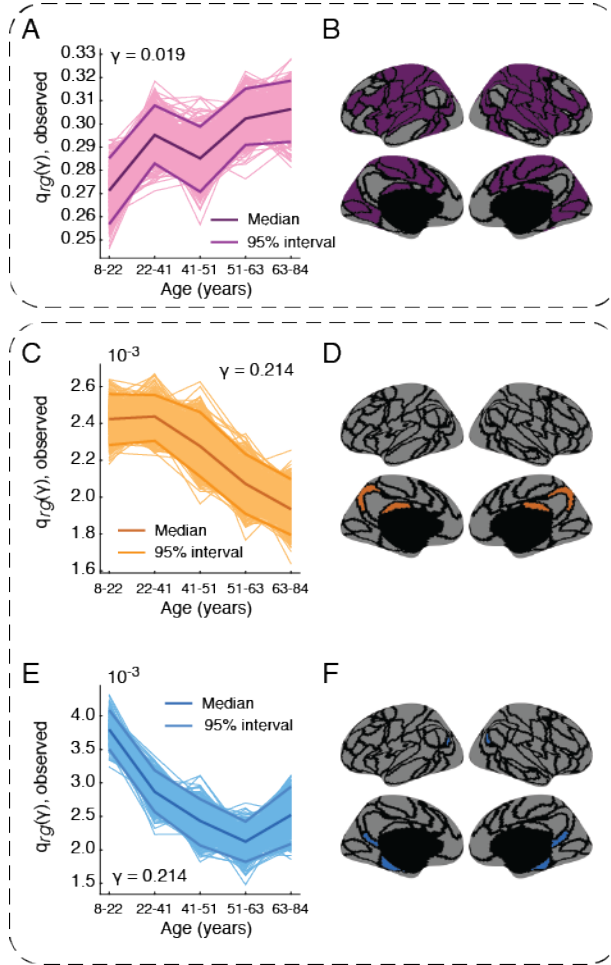 A
B
γ = 0.019
q_rg(γ), observed
0.33
0.32
0.31
0.30
0.29
0.28
0.27
0.26
0.25
Median
95% interval
8-22 22-41 41-51 51-63 63-84
Age (years)
C
D
10⁻³
γ = 0.214
q_rg(γ), observed
2.6
2.4
2.2
2.0
1.8
1.6
Median
95% interval
8-22 22-41 41-51 51-63 63-84
Age (years)
E
F
10⁻³
q_rg(γ), observed
4.0
3.5
3.0
2.5
2.0
1.5
Median
95% interval
γ = 0.214
8-22 22-41 41-51 51-63 63-84
Age (years)